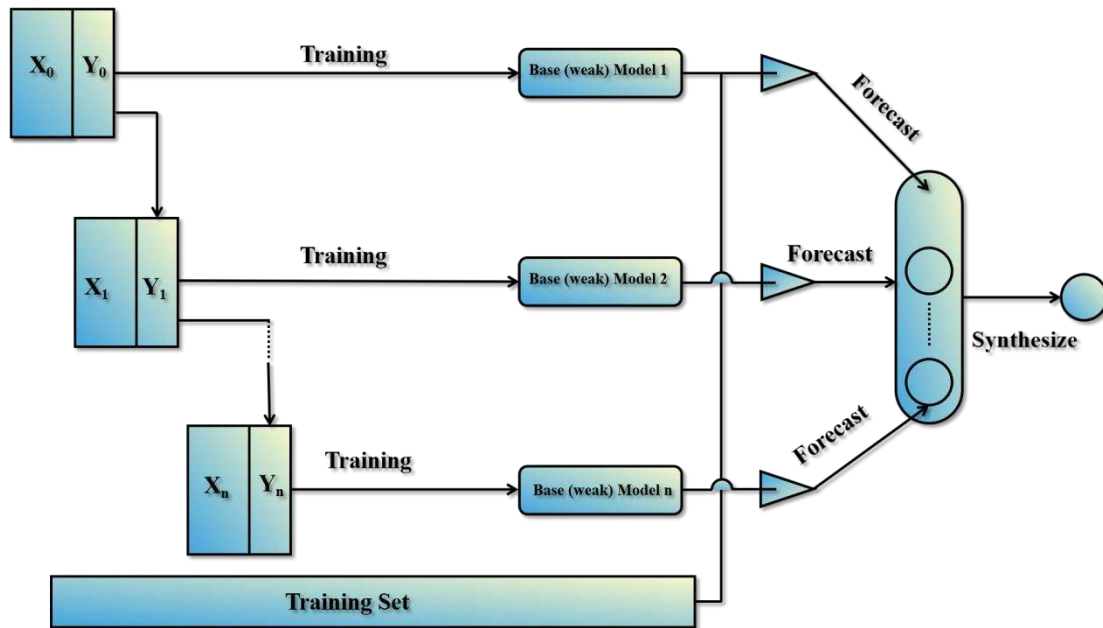 X₀ Y₀ Training Base (weak) Model 1 Forecast
X₁ Y₁ Training Base (weak) Model 2 Forecast
Synthesize
Xₙ Yₙ Training Base (weak) Model n Forecast
Training Set